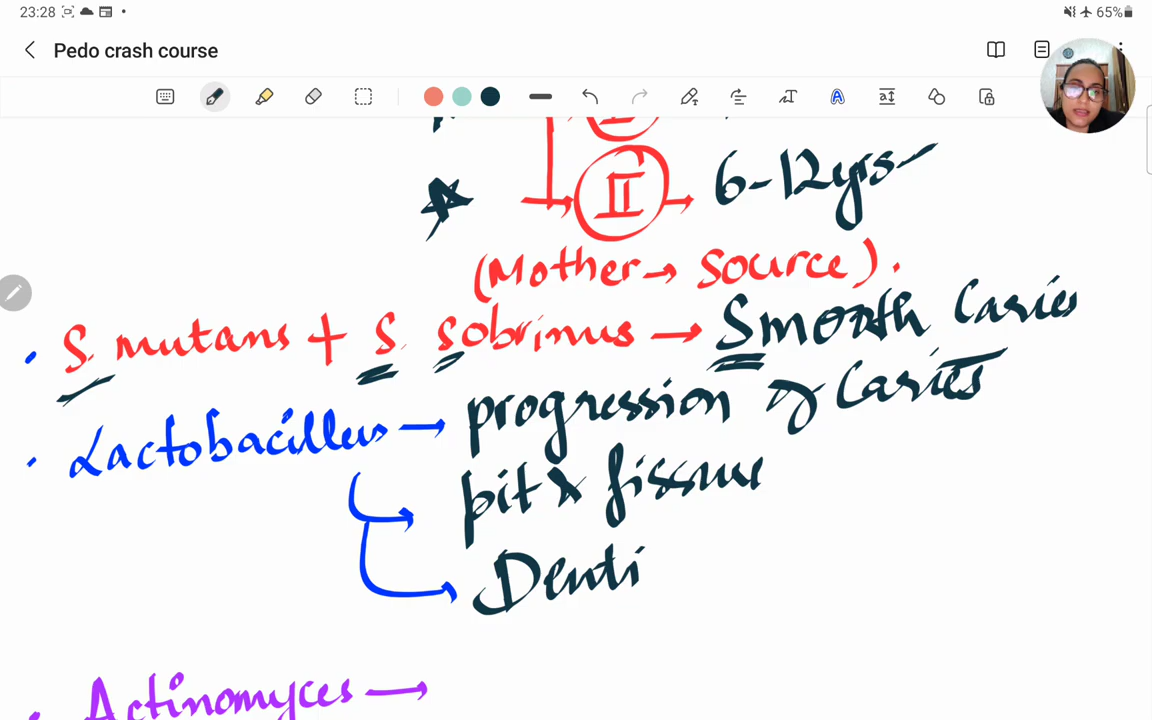 23:28 65%
Pedo crash course
II → 6-12yrs
(Mother → source).
• S mutans + S sobrinus → Smooth Caries
• Lactobacillus → progression of Caries
pit & fissure
Denti
• Actinomyces →